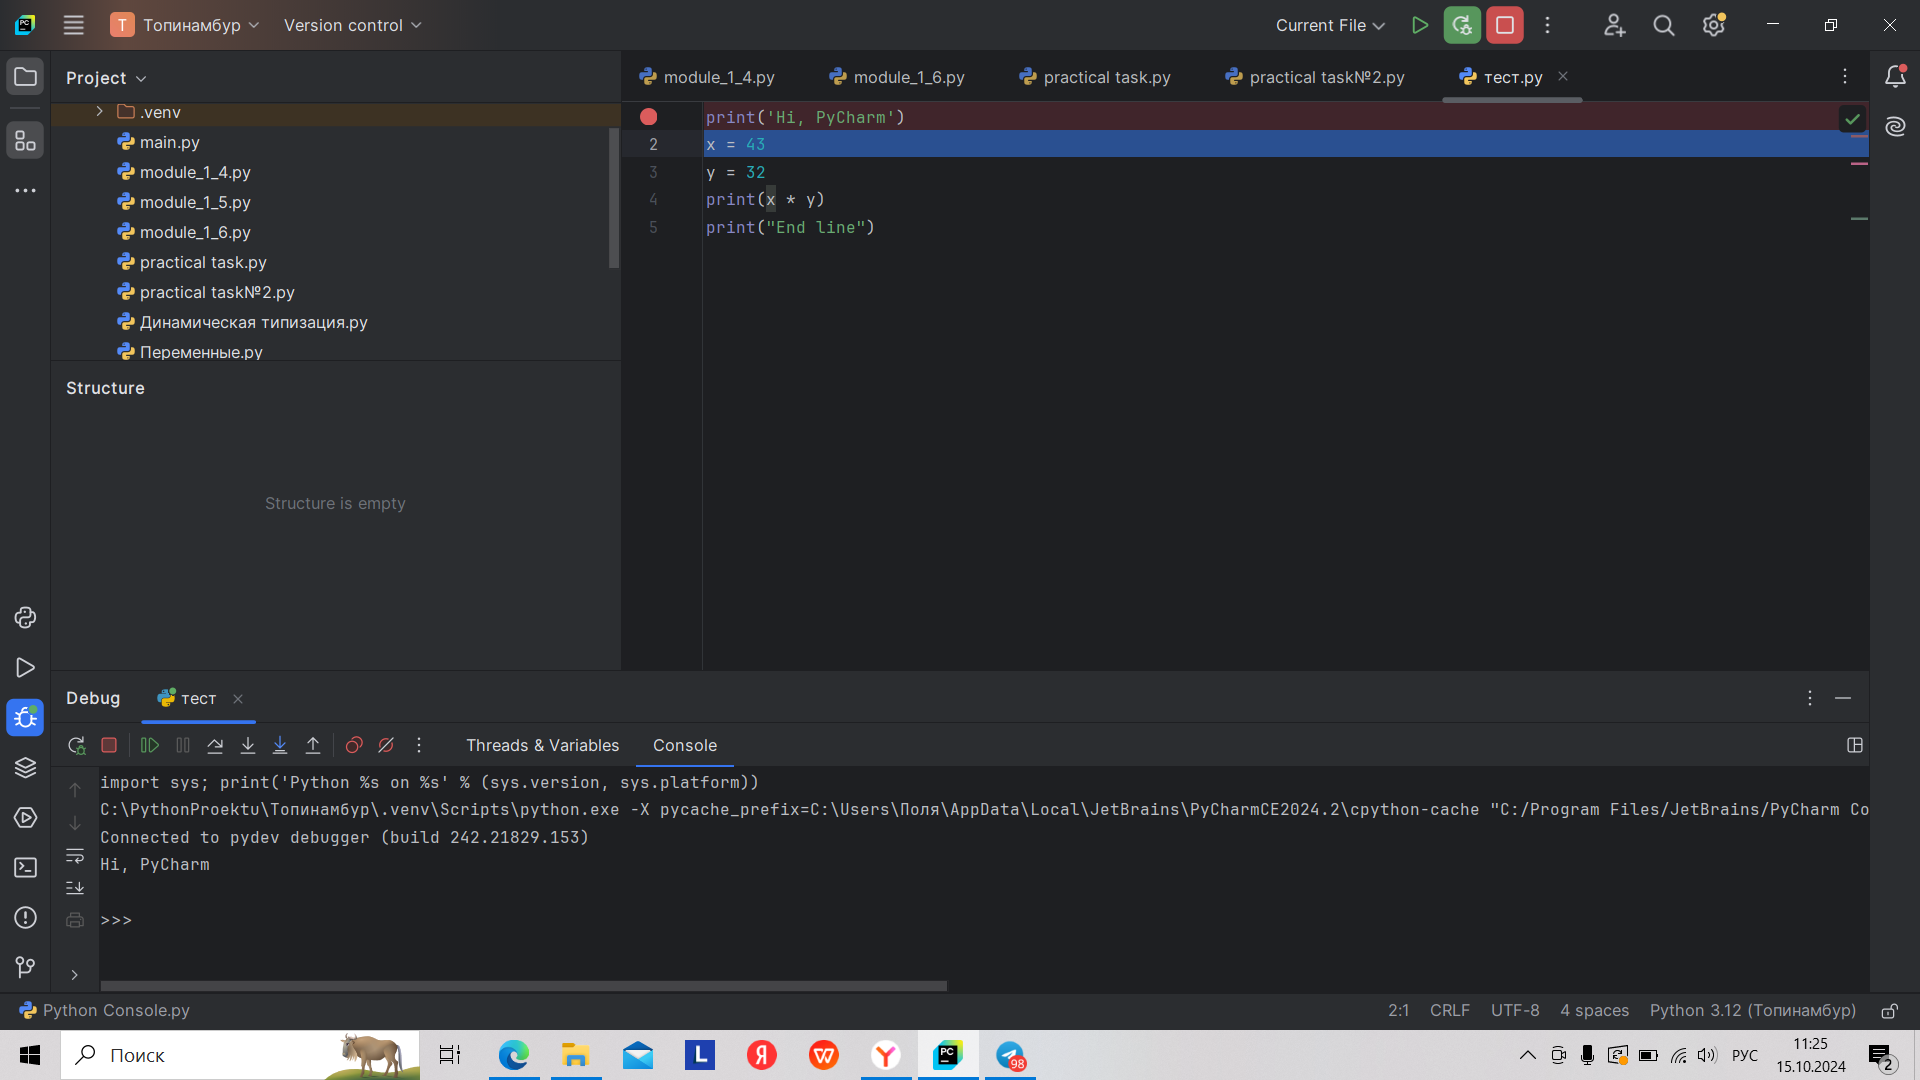 PC T Топинамбур Version control Current File
Project
module_1_4.py module_1_6.py practical task.py practical task№2.py тест.py
.venv
main.py
module_1_4.py
module_1_5.py
module_1_6.py
practical task.py
practical task№2.py
Динамическая типизация.py
Переменные.py
print('Hi, PyCharm')
2 x = 43
3 y = 32
4 print(x * y)
5 print("End line")
Structure
Structure is empty
Debug тест
Threads & Variables Console
import sys; print('Python %s on %s' % (sys.version, sys.platform))
C:\PythonProektu\Топинамбур\.venv\Scripts\python.exe -X pycache_prefix=C:\Users\Поля\AppData\Local\JetBrains\PyCharmCE2024.2\cpython-cache "C:/Program Files/JetBrains/PyCharm Co
Connected to pydev debugger (build 242.21829.153)
Hi, PyCharm
>>>
Python Console.py 2:1 CRLF UTF-8 4 spaces Python 3.12 (Топинамбур)
Поиск L Я W Y PC 98 РУС 11:25
15.10.2024 2